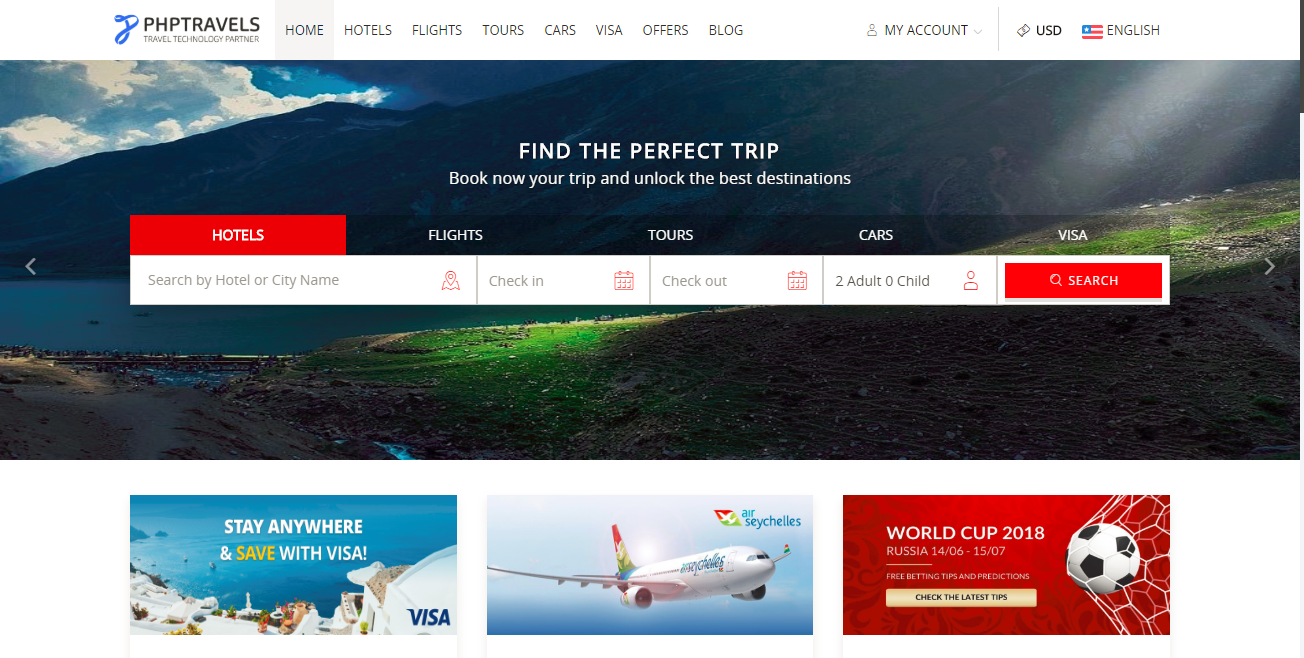 PHPTRAVELS
TRAVEL TECHNOLOGY PARTNER
HOME HOTELS FLIGHTS TOURS CARS VISA OFFERS BLOG MY ACCOUNT USD ENGLISH
FIND THE PERFECT TRIP
Book now your trip and unlock the best destinations
HOTELS FLIGHTS TOURS CARS VISA
Search by Hotel or City Name Check in Check out 2 Adult 0 Child SEARCH
STAY ANYWHERE
& SAVE WITH VISA!
VISA
air
seychelles
airseychelles
WORLD CUP 2018
RUSSIA 14/06 - 15/07
FREE BETTING TIPS AND PREDICTIONS
CHECK THE LATEST TIPS